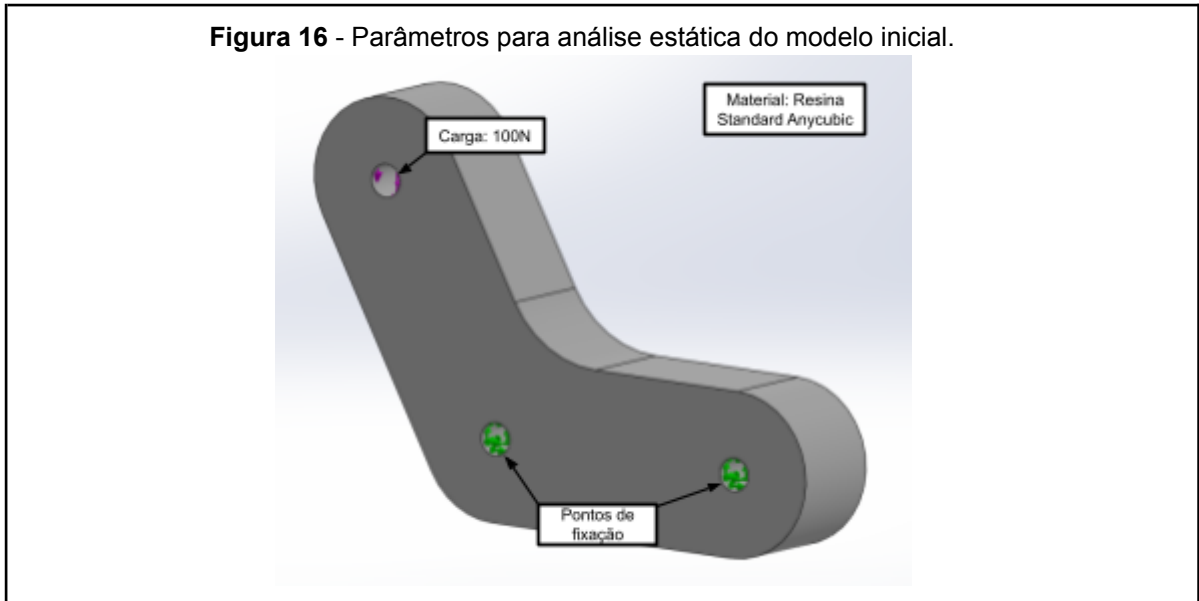 Figura 16 - Parâmetros para análise estática do modelo inicial.
Material: Resina
Standard Anycubic
Carga: 100N
Pontos de
fixação